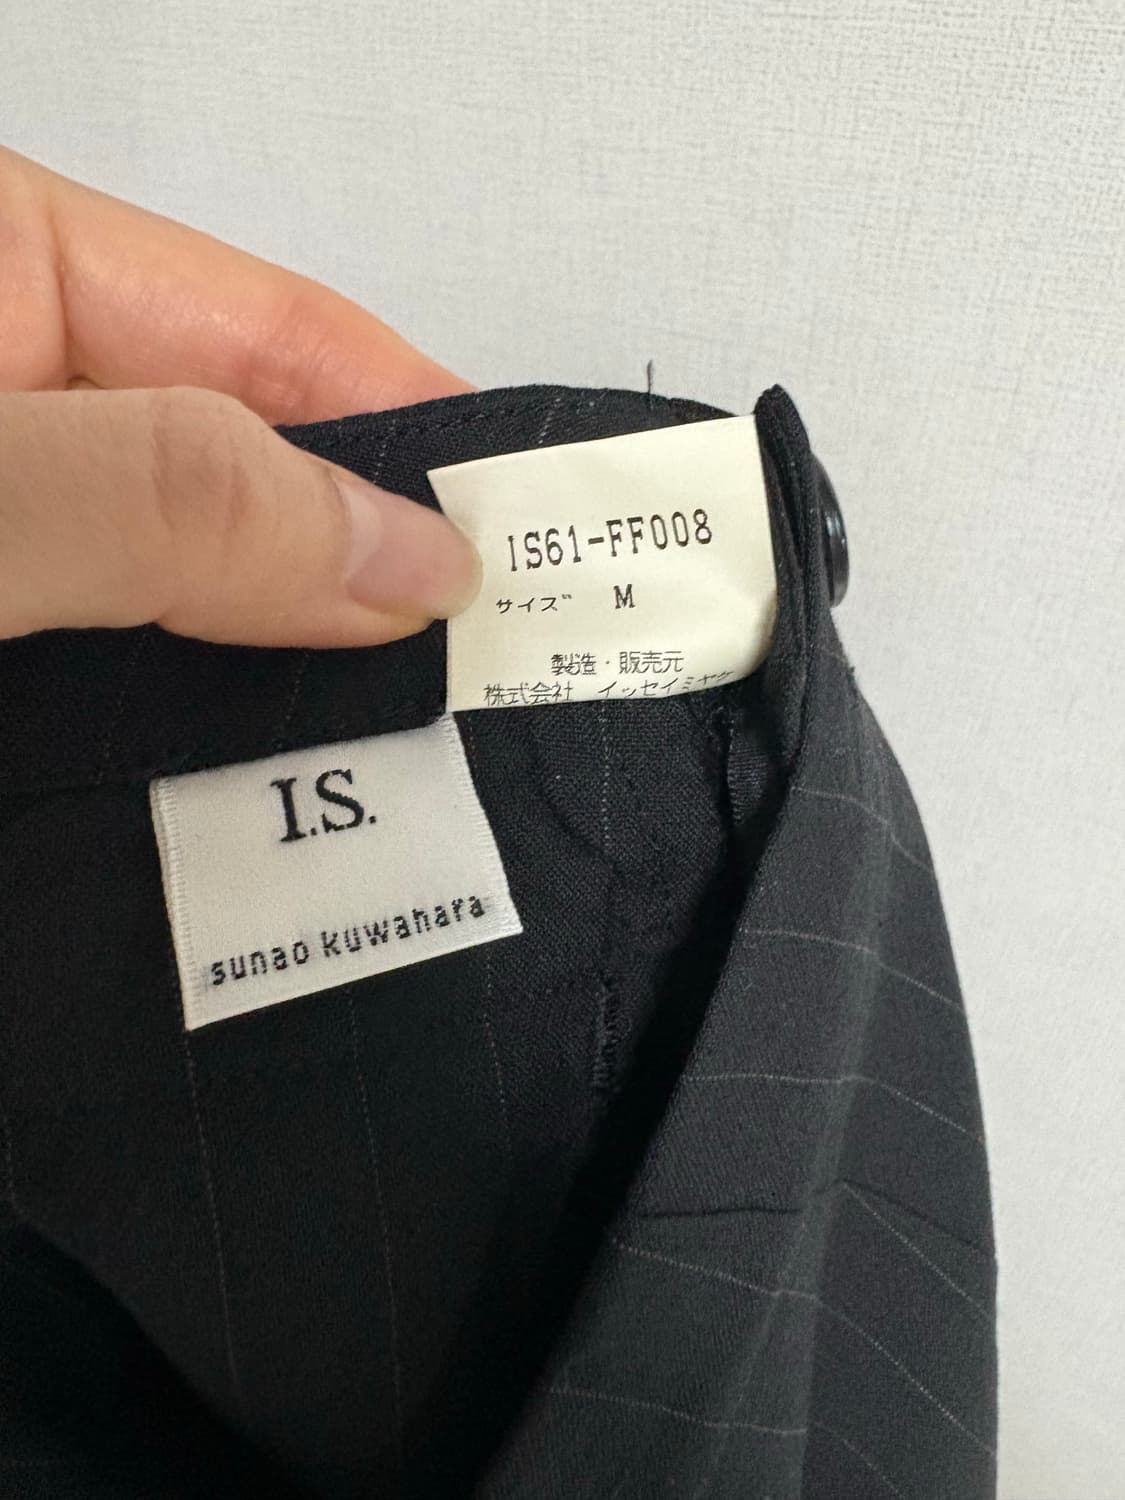 IS61-FF008
サイズ M
製造・販売元
株式会社 イッセイミヤケ
I.S.
sunao kuwahara